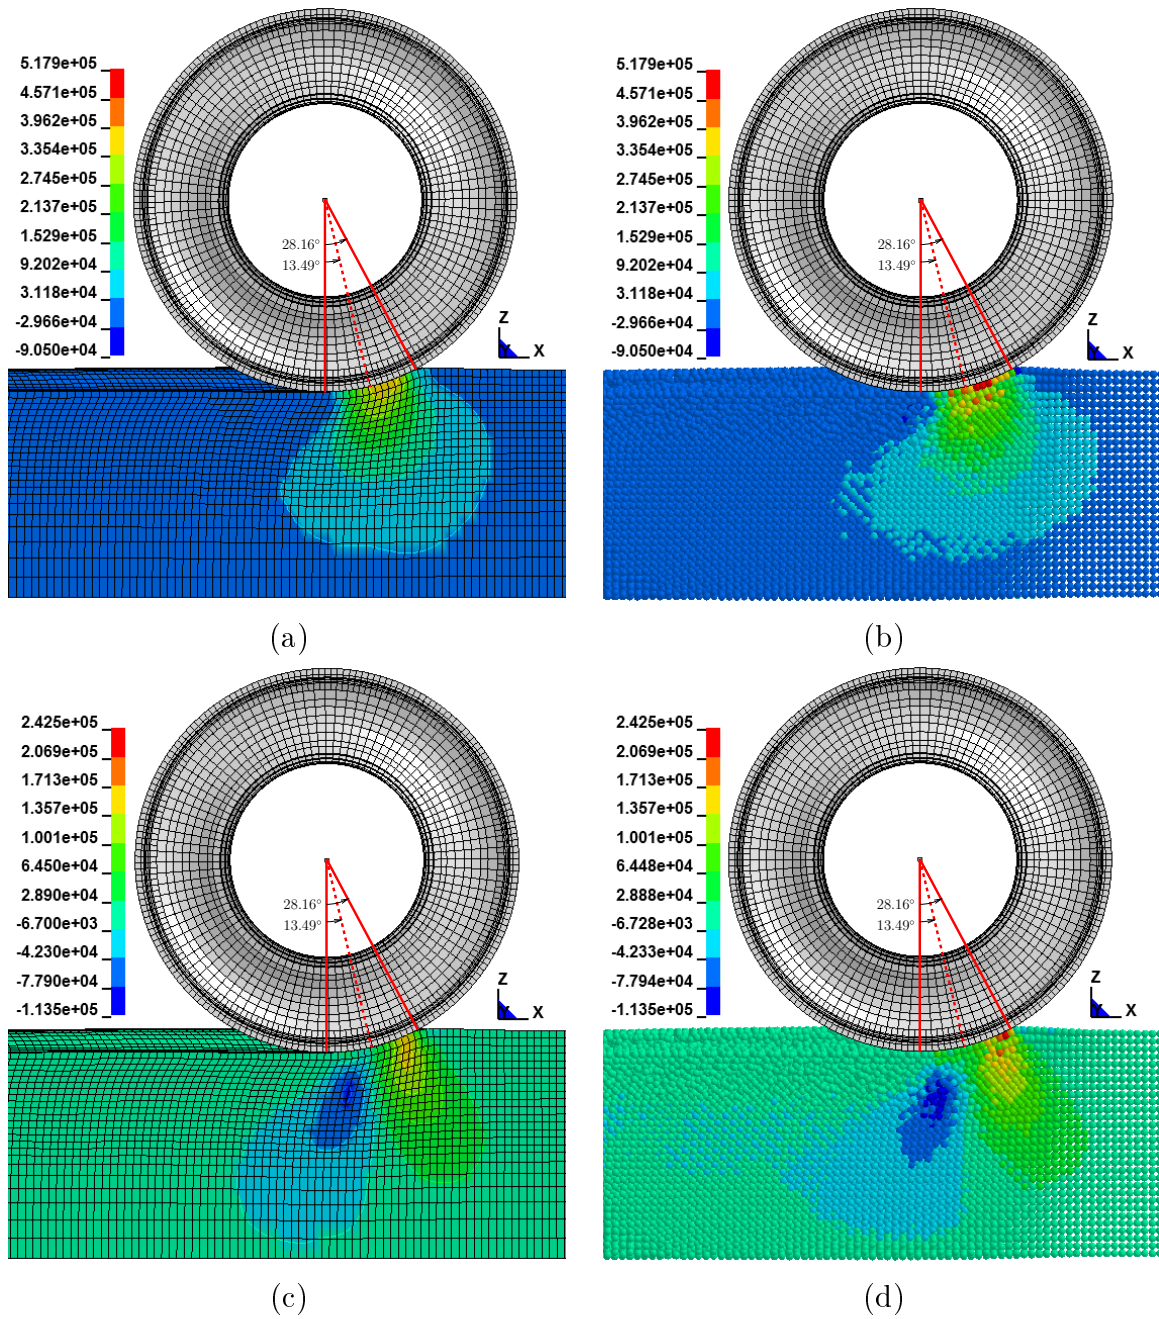 5.179e+05
4.571e+05
3.962e+05
3.354e+05
2.745e+05
2.137e+05
1.529e+05
9.202e+04
3.118e+04
-2.966e+04
-9.050e+04
28.16°
13.49°
Z
Y
X
(a)
5.179e+05
4.571e+05
3.962e+05
3.354e+05
2.745e+05
2.137e+05
1.529e+05
9.202e+04
3.118e+04
-2.966e+04
-9.050e+04
28.16°
13.49°
Z
Y
X
(b)
2.425e+05
2.069e+05
1.713e+05
1.357e+05
1.001e+05
6.450e+04
2.890e+04
-6.700e+03
-4.230e+04
-7.790e+04
-1.135e+05
28.16°
13.49°
Z
Y
X
(c)
2.425e+05
2.069e+05
1.713e+05
1.357e+05
1.001e+05
6.448e+04
2.888e+04
-6.728e+03
-4.233e+04
-7.794e+04
-1.135e+05
28.16°
13.49°
Z
Y
X
(d)